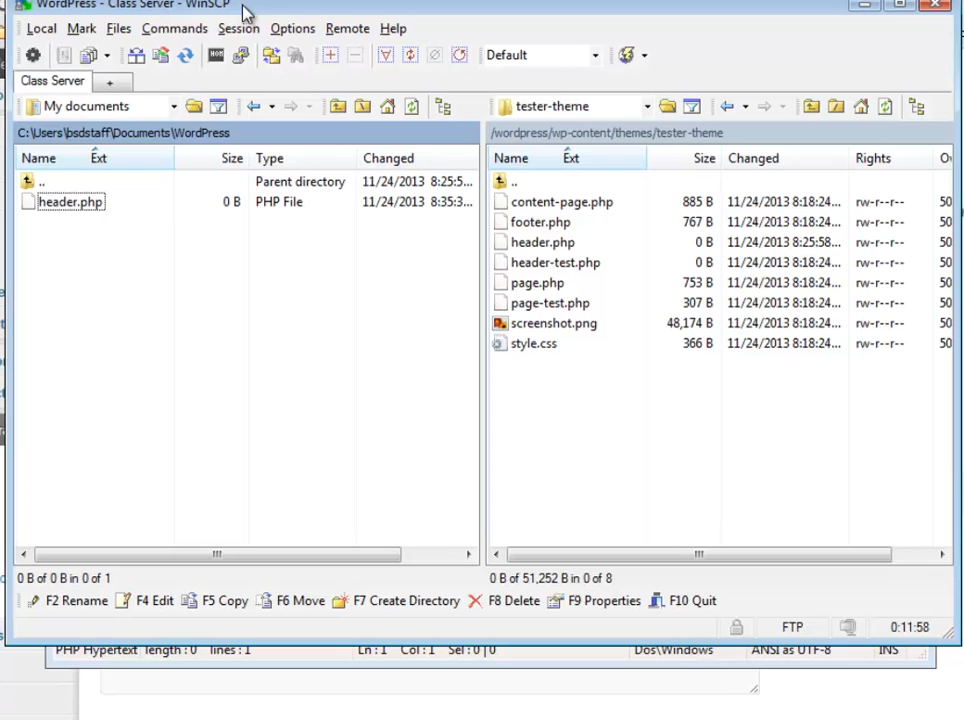 WordPress - Class Server - WinSCP
Local Mark Files Commands Session Options Remote Help
Default
Class Server
My documents tester-theme
C:\Users\bsdstaff\Documents\WordPress /wordpress/wp-content/themes/tester-theme
Name Ext Size Type Changed Name Ext Size Changed Rights
.. Parent directory 11/24/2013 8:25:5... ..
header.php 0 B PHP File 11/24/2013 8:35:3... content-page.php 885 B 11/24/2013 8:18:24... rw-r--r-- 50
footer.php 767 B 11/24/2013 8:18:24... rw-r--r-- 50
header.php 0 B 11/24/2013 8:25:58... rw-r--r-- 50
header-test.php 0 B 11/24/2013 8:18:24... rw-r--r-- 50
page.php 753 B 11/24/2013 8:18:24... rw-r--r-- 50
page-test.php 307 B 11/24/2013 8:18:24... rw-r--r-- 50
screenshot.png 48,174 B 11/24/2013 8:18:24... rw-r--r-- 50
style.css 366 B 11/24/2013 8:18:24... rw-r--r-- 50
0 B of 0 B in 0 of 1 0 B of 51,252 B in 0 of 8
F2 Rename F4 Edit F5 Copy F6 Move F7 Create Directory F8 Delete F9 Properties F10 Quit
FTP 0:11:58
PHP Hypertext length : 0 lines : 1 Ln : 1 Col : 1 Sel : 0 | 0 Dos\Windows ANSI as UTF-8 INS